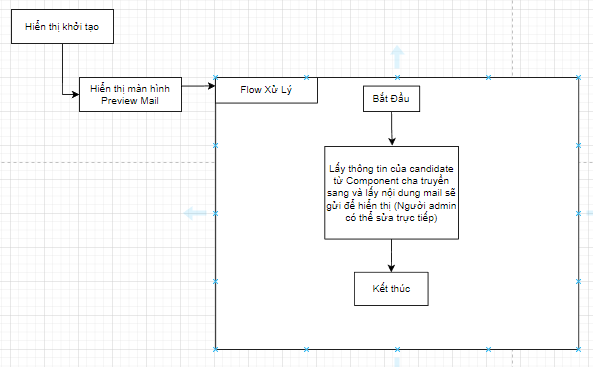 Hiển thị khởi tạo
Hiển thị màn hình
Preview Mail
Flow Xử Lý
Bắt Đầu
Lấy thông tin của candidate
từ Component cha truyền
sang và lấy nội dung mail sẽ
gửi để hiển thị (Người admin
có thể sửa trực tiếp)
Kết thúc